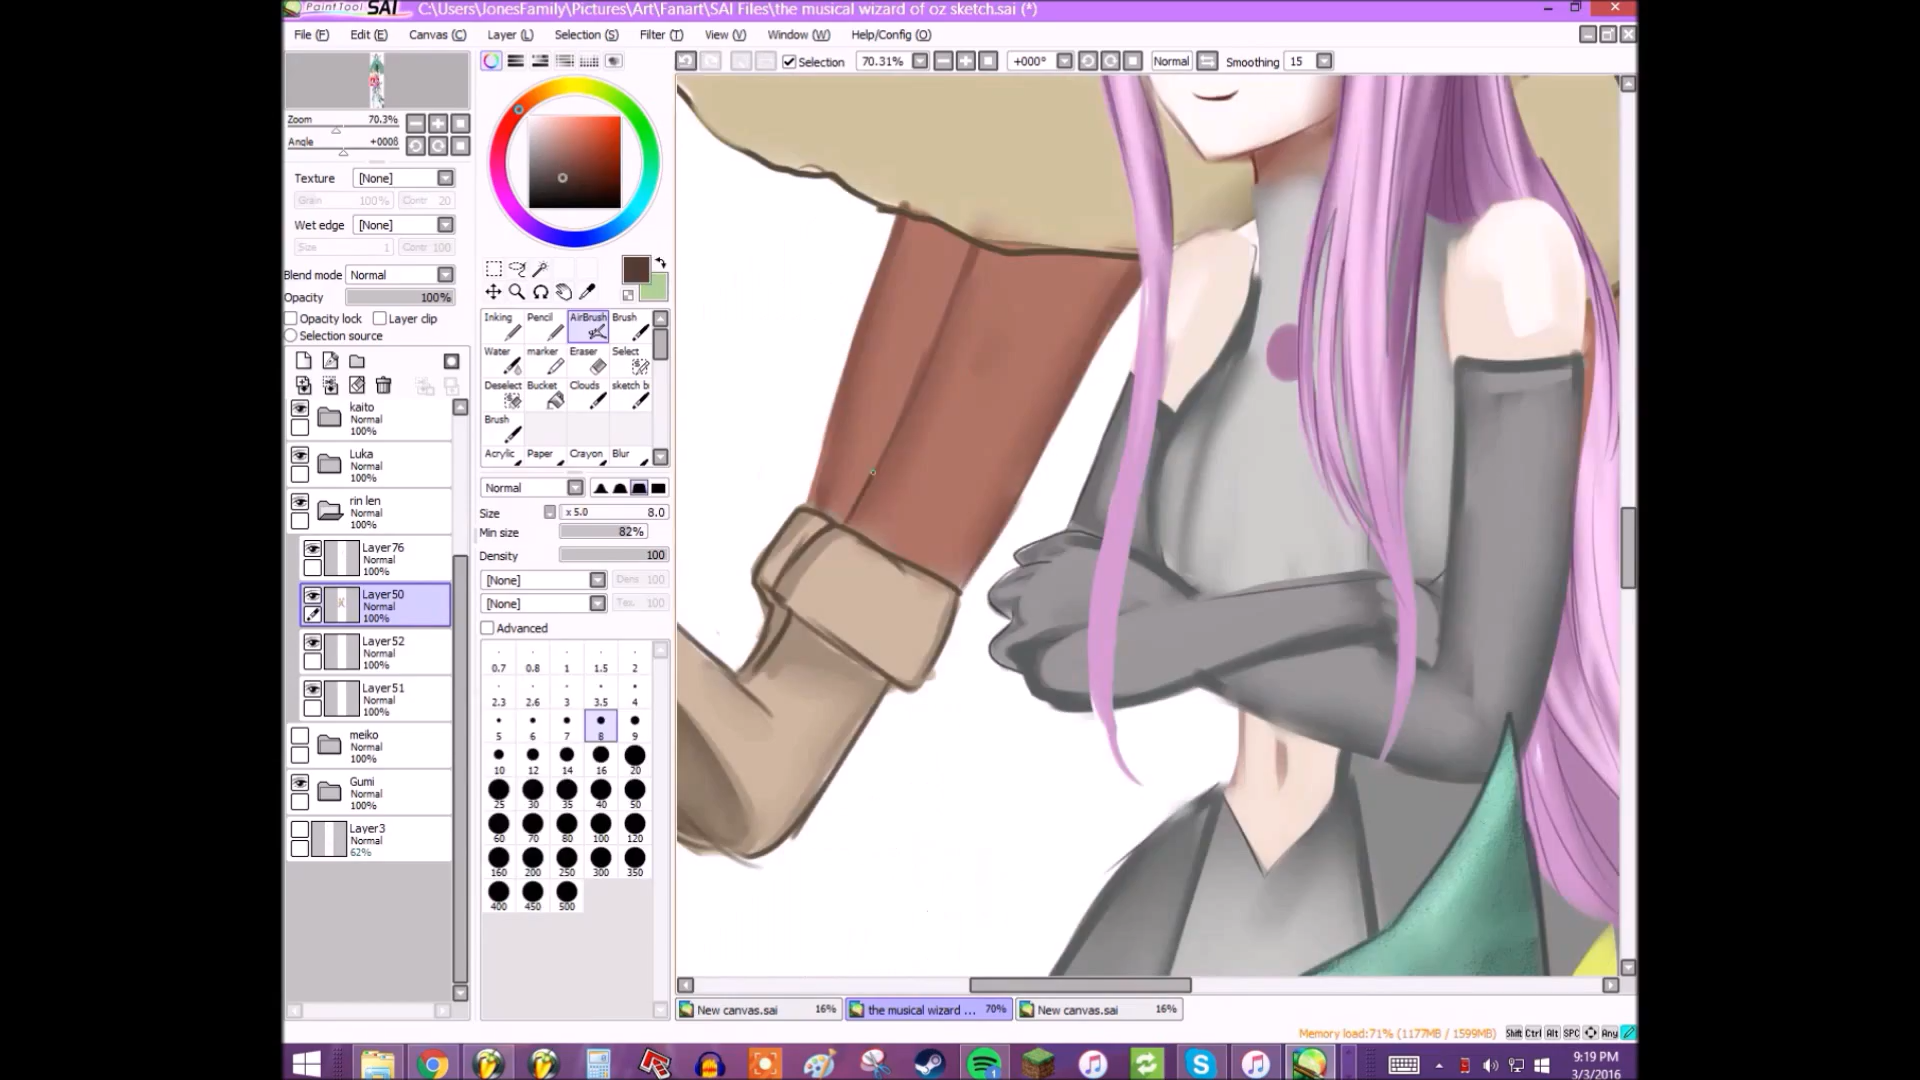 PaintTool SAI C:\Users\JonesFamily\Pictures\Art\Fanart\SAI Files\the musical wizard of oz sketch.sai (*)
File (F) Edit (E) Canvas (C) Layer (L) Selection (S) Filter (T) View (V) Window (W) Help/Config (O)
Selection 70.31% +000° Normal Smoothing 15
Zoom 70.3%
Angle +000θ
Texture [None]
Grain 100% Contr 20
Wet edge [None]
Size 1 Contr 100
Blend mode Normal
Opacity 100%
Opacity lock Layer clip
Selection source
kaito
Normal
100%
Luka
Normal
100%
rin len
Normal
100%
Layer76
Normal
100%
Layer50
Normal
100%
Layer52
Normal
100%
Layer51
Normal
100%
meiko
Normal
100%
Gumi
Normal
100%
Layer3
Normal
62%
Inking Pencil AirBrush Brush
Water marker Eraser Select
Deselect Bucket Clouds sketch b
Brush
Acrylic Paper Crayon Blur
Normal
Size x 5.0 8.0
Min size 82%
Density 100
[None] Dens 100
[None] Tex. 100
Advanced
0.7 0.8 1 1.5 2
2.3 2.6 3 3.5 4
5 6 7 8 9
10 12 14 16 20
25 30 35 40 50
60 70 80 100 120
160 200 250 300 350
400 450 500
New canvas.sai 16% the musical wizard ... 70% New canvas.sai 16%
Memory load:71% (1177MB / 1599MB) Shift Ctrl Alt SPC Any
9:19 PM
3/3/2016